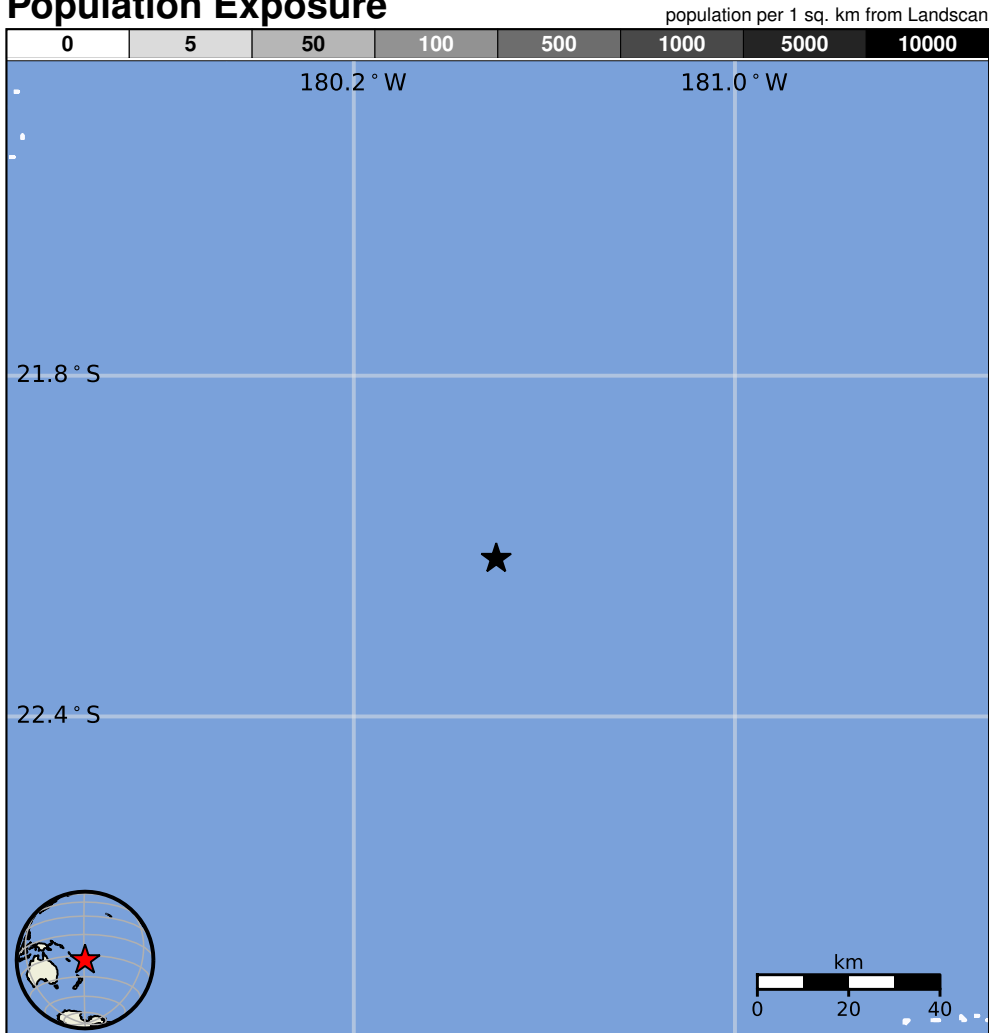 Population Exposure
population per 1 sq. km from Landscan
0 5 50 100 500 1000 5000 10000
180.2°W 181.0°W
21.8°S
22.4°S
km
0 20 40